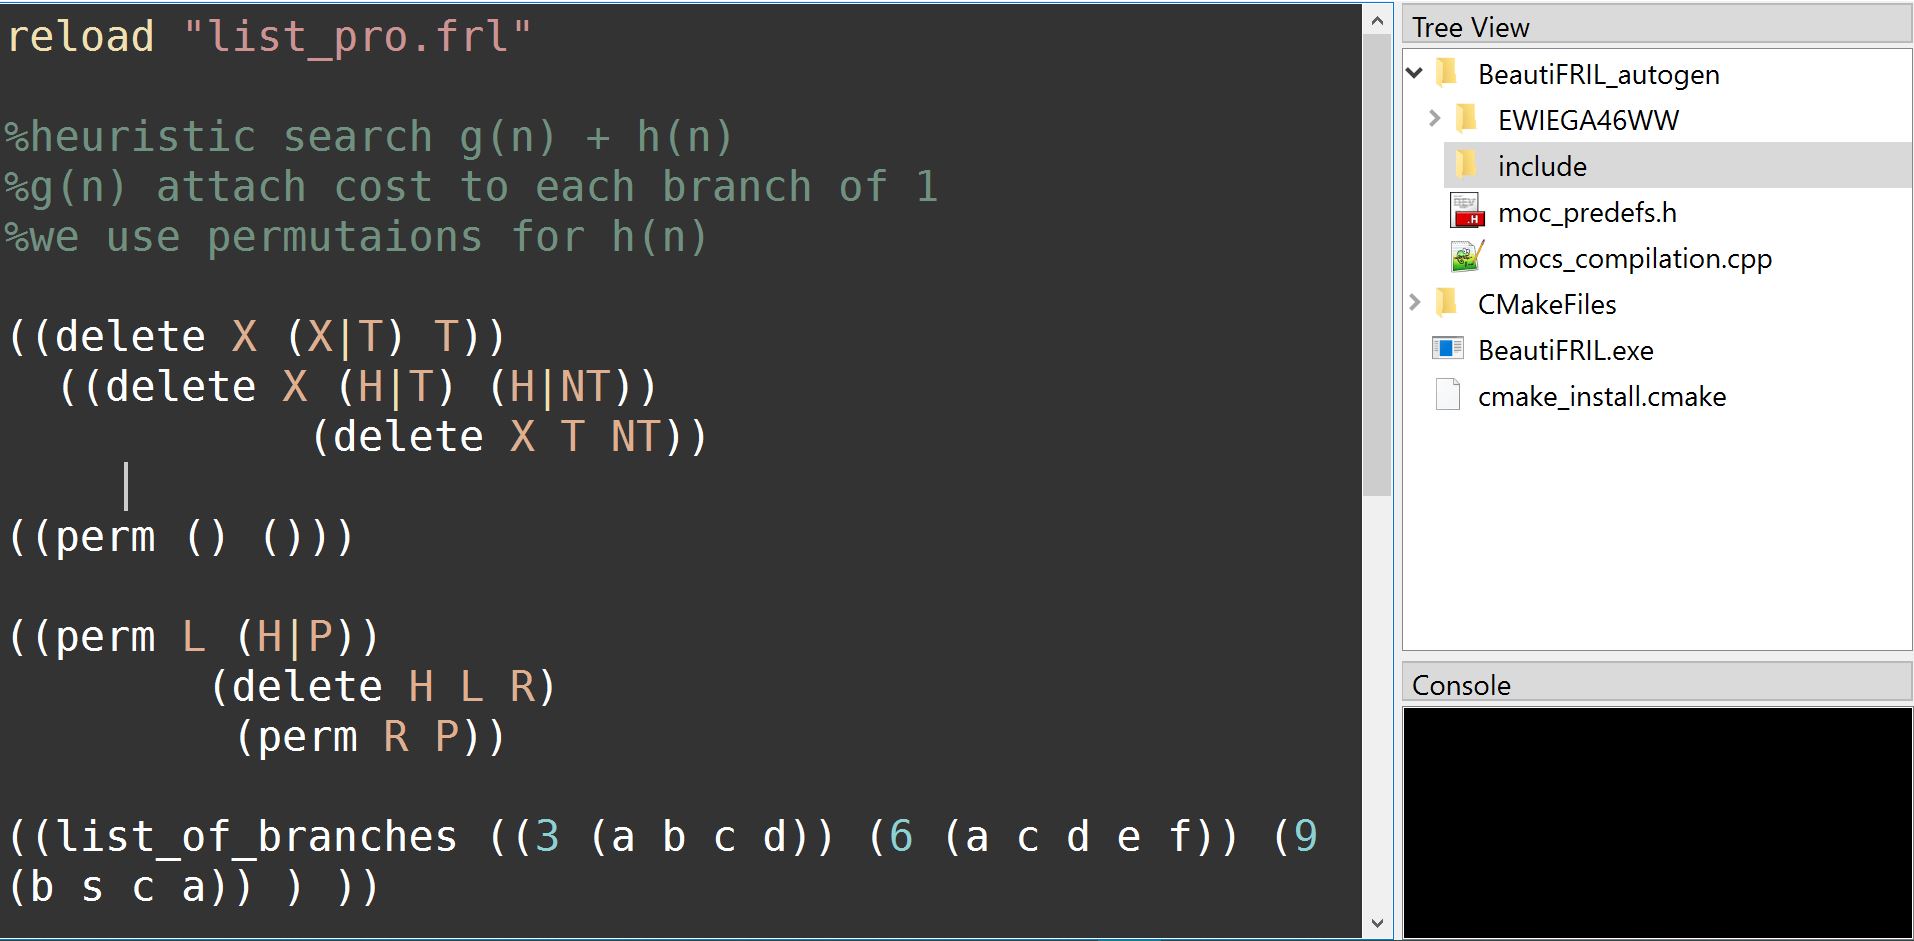 reload "list_pro.frl"
%heuristic search g(n) + h(n)
%g(n) attach cost to each branch of 1
%we use permutaions for h(n)
((delete X (X|T) T))
((delete X (H|T) (H|NT))
(delete X T NT))
((perm () ()))
((perm L (H|P))
(delete H L R)
(perm R P))
((list_of_branches ((3 (a b c d)) (6 (a c d e f)) (9
(b s c a)) ) ))
Tree View
BeautiFRIL_autogen
EWIEGA46WW
include
moc_predefs.h
mocs_compilation.cpp
CMakeFiles
BeautiFRIL.exe
cmake_install.cmake
Console